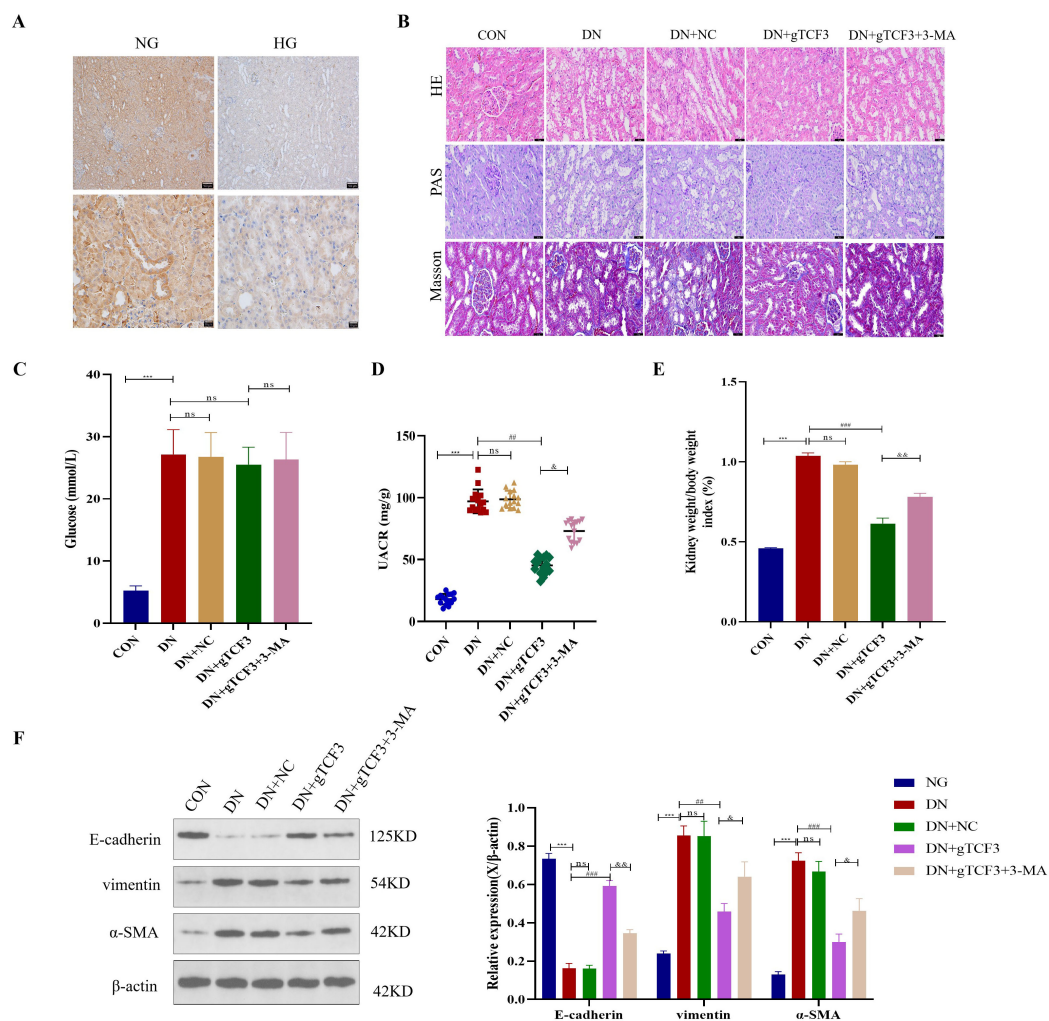 A
NG HG
B
CON DN DN+NC DN+gTCF3 DN+gTCF3+3-MA
HE
PAS
Masson
C
Glucose (mmol/L)
40
30
20
10
0
***
ns
ns
ns
CON
DN
DN+NC
DN+gTCF3
DN+gTCF3+3-MA
D
UACR (mg/g)
150
100
50
0
##
***
ns
&
CON
DN
DN+NC
DN+gTCF3
DN+gTCF3+3-MA
E
Kidney weight/body weight
index (%)
1.5
1.0
0.5
0.0
###
***
ns
&&
CON
DN
DN+NC
DN+gTCF3
DN+gTCF3+3-MA
F
CON DN DN+NC DN+gTCF3 DN+gTCF3+3-MA
E-cadherin 125KD
vimentin 54KD
α-SMA 42KD
β-actin 42KD
Relative expression(X/β-actin)
1.0
0.8
0.6
0.4
0.2
0.0
***
ns
###
&&
##
***
ns
&
###
***
ns
&
E-cadherin vimentin α-SMA
NG
DN
DN+NC
DN+gTCF3
DN+gTCF3+3-MA